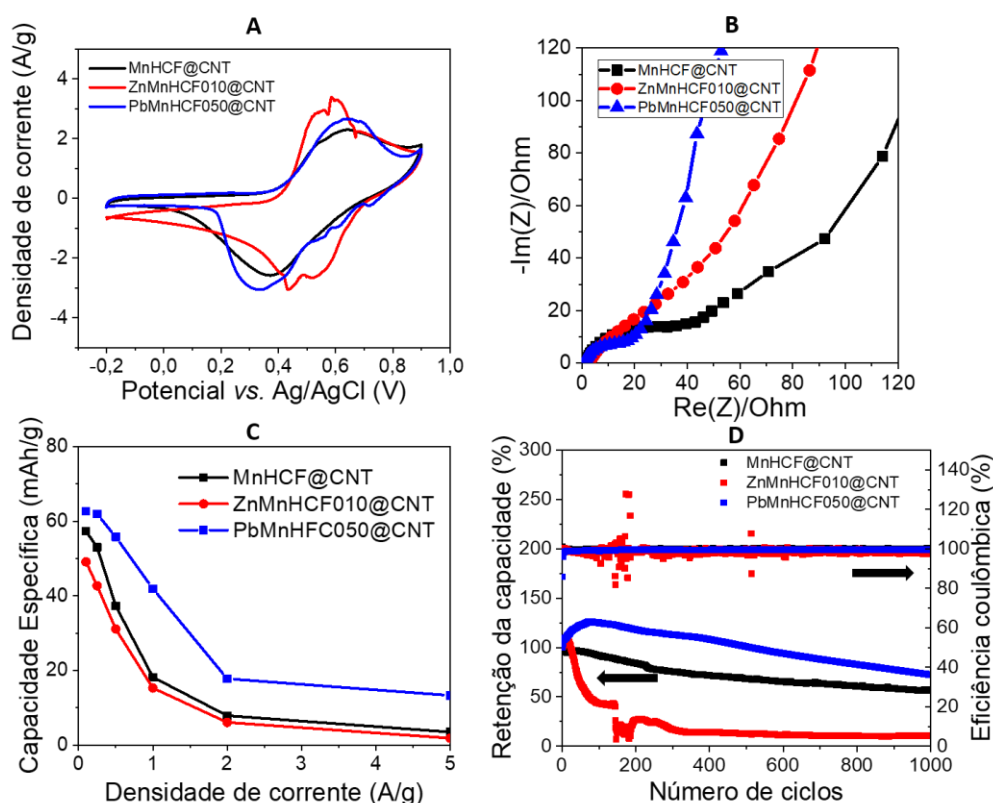 A
Densidade de corrente (A/g)
4
2
0
-2
-4
MnHCF@CNT
ZnMnHCF010@CNT
PbMnHCF050@CNT
-0,2 0,0 0,2 0,4 0,6 0,8 1,0
Potencial vs. Ag/AgCl (V)
B
-Im(Z)/Ohm
120
100
80
60
40
20
0
MnHCF@CNT
ZnMnHCF010@CNT
PbMnHCF050@CNT
0 20 40 60 80 100 120
Re(Z)/Ohm
C
Capacidade Específica (mAh/g)
80
60
40
20
0
MnHCF@CNT
ZnMnHCF010@CNT
PbMnHFC050@CNT
0 1 2 3 4 5
Densidade de corrente (A/g)
D
Retenção da capacidade (%)
300
250
200
150
100
50
0
MnHCF@CNT
ZnMnHCF010@CNT
PbMnHCF050@CNT
140
120
100
80
60
40
20
0
Eficiência coulômbica (%)
0 200 400 600 800 1000
Número de ciclos